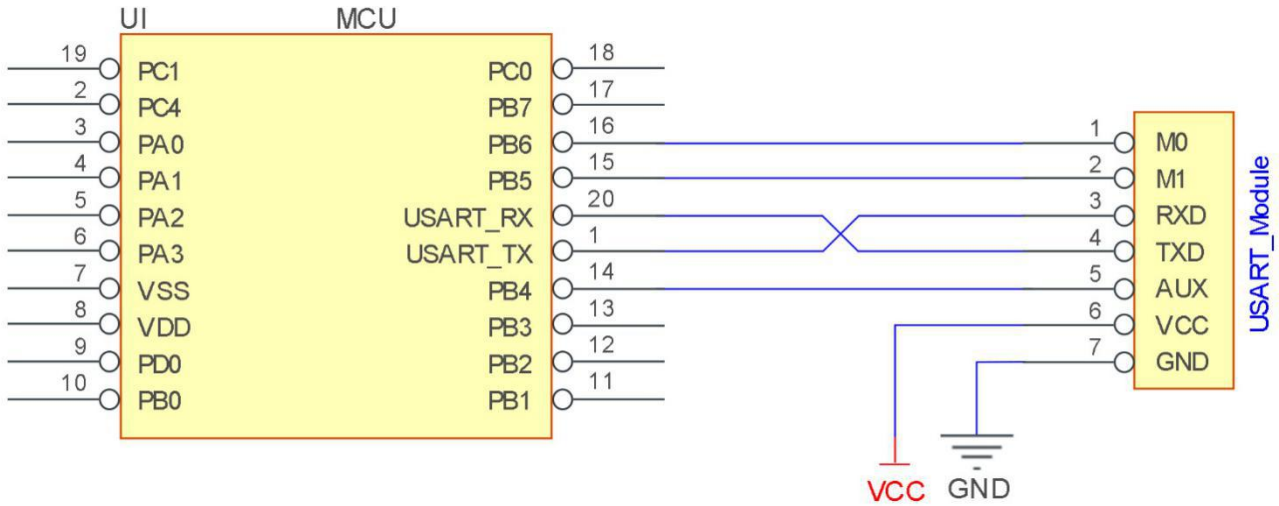 UI MCU
19 PC1 PC0 18
2 PC4 PB7 17
3 PA0 PB6 16 1 M0
4 PA1 PB5 15 2 M1
5 PA2 USART_RX 20 3 RXD
6 PA3 USART_TX 1 4 TXD
7 VSS PB4 14 5 AUX
8 VDD PB3 13 6 VCC
9 PD0 PB2 12 7 GND
10 PB0 PB1 11
USART_Module
VCC GND